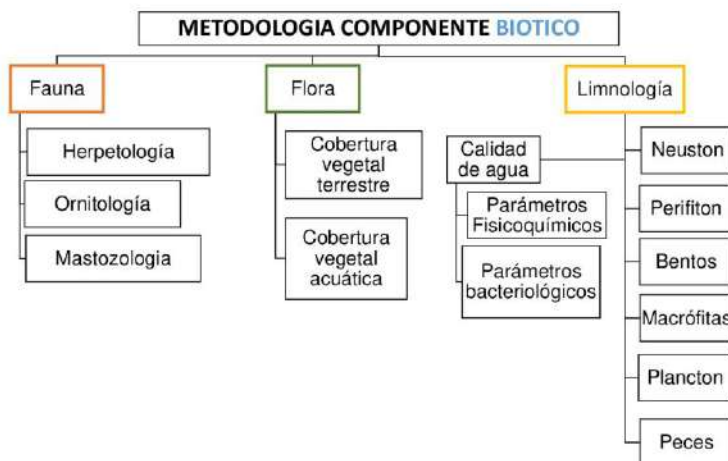 METODOLOGIA COMPONENTE BIOTICO
Fauna
Herpetología
Ornitología
Mastozologia
Flora
Cobertura
vegetal
terrestre
Cobertura
vegetal
acuática
Limnología
Calidad
de agua
Parámetros
Fisicoquímicos
Parámetros
bacteriológicos
Neuston
Perifiton
Bentos
Macrófitas
Plancton
Peces